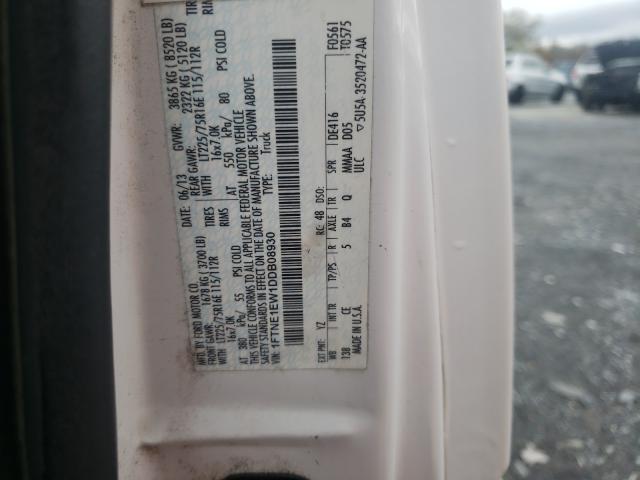 MFD. BY FORD MOTOR CO.
DATE: 06/13 GVWR: 3865 KG ( 8520 LB)
FRONT GAWR: 1678 KG ( 3700 LB) REAR GAWR: 2322 KG ( 5120 LB)
LT225/75R16E 115/112R TIRES WITH LT225/75R16E 115/112R TIRES
16x7.0K RIMS 16x7.0K RIMS
AT 380 kPa/ 55 PSI COLD AT 550 kPa/ 80 PSI COLD
THIS VEHICLE CONFORMS TO ALL APPLICABLE FEDERAL MOTOR VEHICLE
SAFETY STANDARDS IN EFFECT ON THE DATE OF MANUFACTURE SHOWN ABOVE.
VIN: 1FTNE1EW1DDB08930
TYPE: Truck
F0561
T0575
EXT PNT: YZ RC: 48 DSO:
WB INT TR TP/PS R AXLE TR SPR DE416
138 CE 5 B4 Q MMAA D05
MADE IN U.S.A. ULC
5U5A-3520472-AA